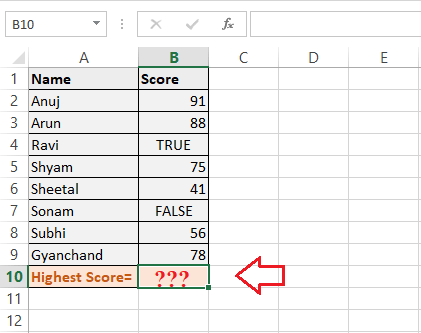 B10 fx
A B C D E
1 Name Score
2 Anuj 91
3 Arun 88
4 Ravi TRUE
5 Shyam 75
6 Sheetal 41
7 Sonam FALSE
8 Subhi 56
9 Gyanchand 78
10 Highest Score= ???
11
12